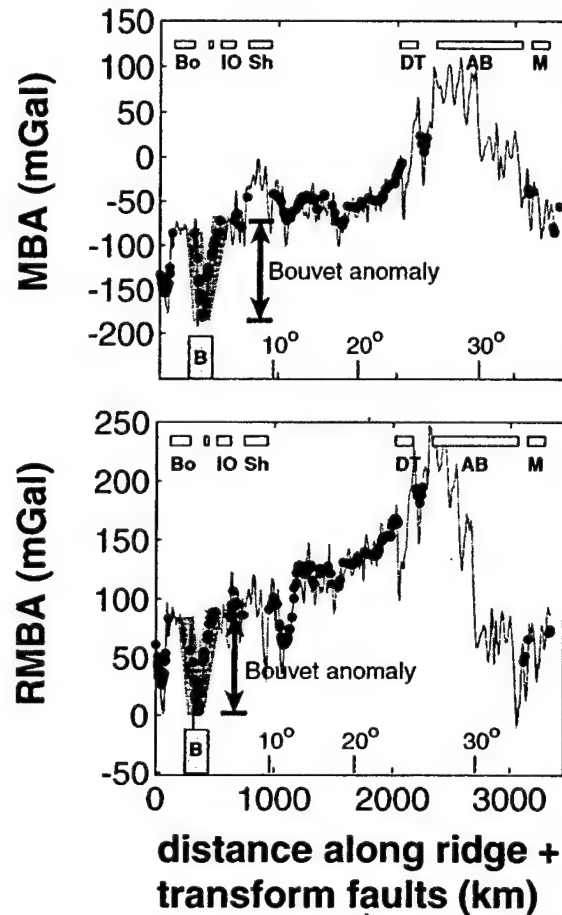 150
100
50
0
-50
-100
-150
-200
MBA (mGal)
Bo IO Sh DT AB M
Bouvet anomaly
B
10° 20° 30°
250
200
150
100
50
0
-50
RMBA (mGal)
Bo IO Sh DT AB M
Bouvet anomaly
B
10° 20° 30°
0 1000 2000 3000
distance along ridge +
transform faults (km)